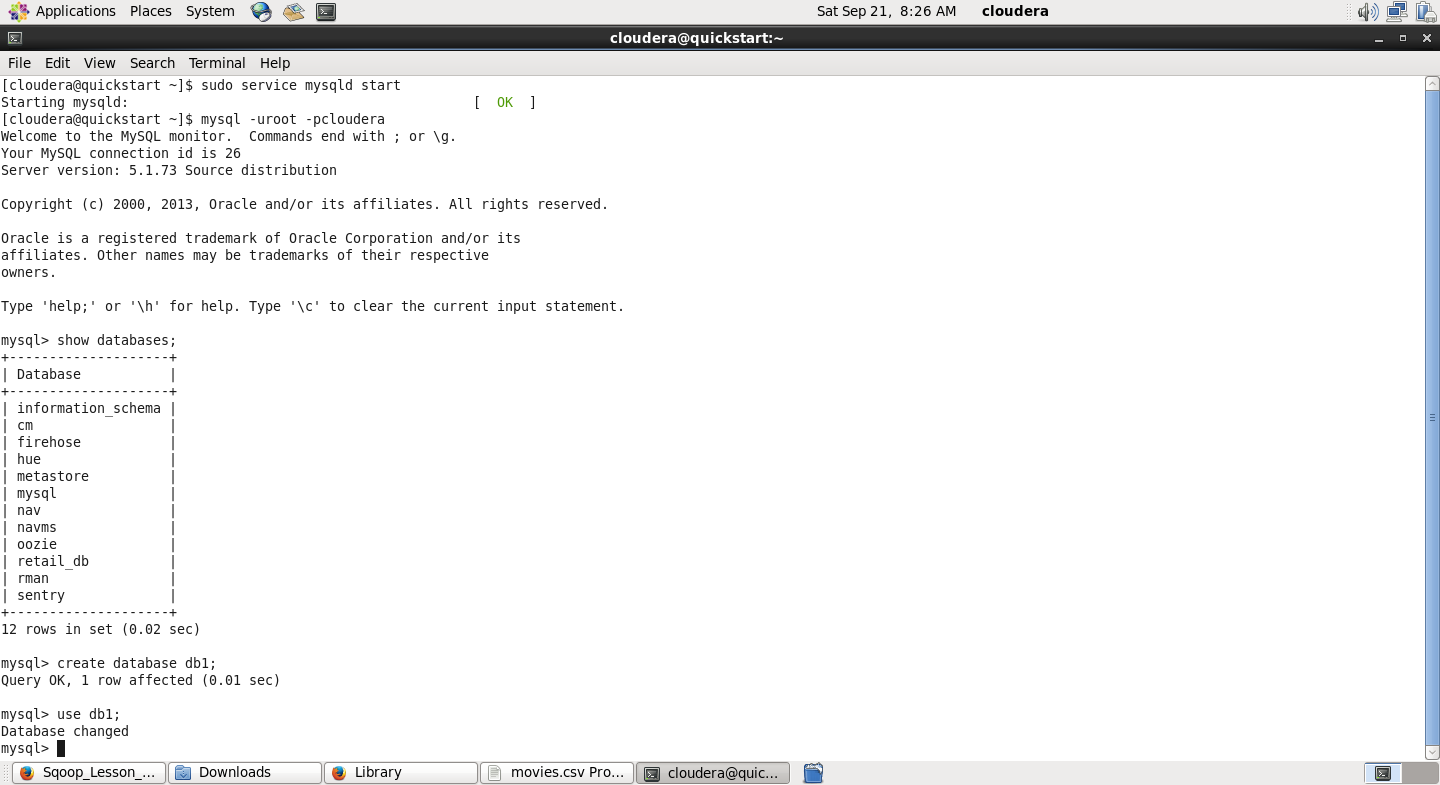 Applications Places System Sat Sep 21, 8:26 AM cloudera
cloudera@quickstart:~
File Edit View Search Terminal Help
[cloudera@quickstart ~]$ sudo service mysqld start
Starting mysqld: [ OK ]
[cloudera@quickstart ~]$ mysql -uroot -pcloudera
Welcome to the MySQL monitor. Commands end with ; or \g.
Your MySQL connection id is 26
Server version: 5.1.73 Source distribution
Copyright (c) 2000, 2013, Oracle and/or its affiliates. All rights reserved.
Oracle is a registered trademark of Oracle Corporation and/or its
affiliates. Other names may be trademarks of their respective
owners.
Type 'help;' or '\h' for help. Type '\c' to clear the current input statement.
mysql> show databases;
+--------------------+
| Database           |
+--------------------+
| information_schema |
| cm                 |
| firehose           |
| hue                |
| metastore          |
| mysql              |
| nav                |
| navms              |
| oozie              |
| retail_db          |
| rman               |
| sentry             |
+--------------------+
12 rows in set (0.02 sec)
mysql> create database db1;
Query OK, 1 row affected (0.01 sec)
mysql> use db1;
Database changed
mysql>
Sqoop_Lesson_... Downloads Library movies.csv Pro... cloudera@quic...